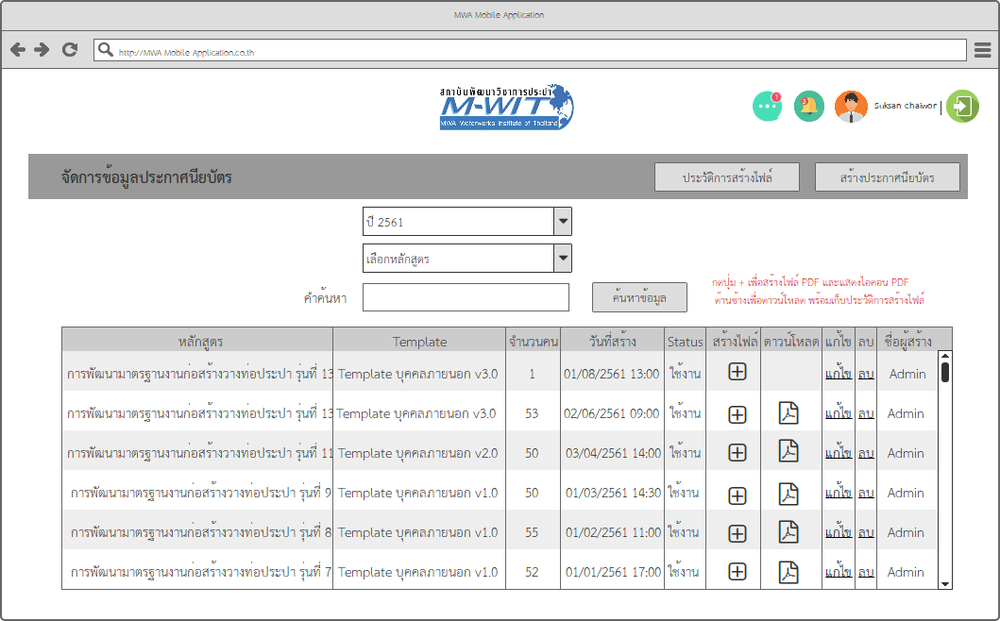 MWA Mobile Application
http://MWA Mobile Application.co.th
สถาบันพัฒนาวิชาการประปา
M-WIT
MWA Waterworks Institute of Thailand
1
3
Suksan chaiwon |
จัดการข้อมูลประกาศนียบัตร ประวัติการสร้างไฟล์ สร้างประกาศนียบัตร
ปี 2561
เลือกหลักสูตร
คำค้นหา ค้นหาข้อมูล
กดปุ่ม + เพื่อสร้างไฟล์ PDF และแสดงไอคอน PDF
ด้านข้างเพื่อดาวน์โหลด พร้อมเก็บประวัติการสร้างไฟล์
หลักสูตร Template จำนวนคน วันที่สร้าง Status สร้างไฟล์ ดาวน์โหลด แก้ไข ลบ ชื่อผู้สร้าง
การพัฒนามาตรฐานงานก่อสร้างวางท่อประปา รุ่นที่ 13 Template บุคคลภายนอก v3.0 1 01/08/2561 13:00 ใช้งาน แก้ไข ลบ Admin
การพัฒนามาตรฐานงานก่อสร้างวางท่อประปา รุ่นที่ 13 Template บุคคลภายนอก v3.0 53 02/06/2561 09:00 ใช้งาน แก้ไข ลบ Admin
การพัฒนามาตรฐานงานก่อสร้างวางท่อประปา รุ่นที่ 11 Template บุคคลภายนอก v2.0 50 03/04/2561 14:00 ใช้งาน แก้ไข ลบ Admin
การพัฒนามาตรฐานงานก่อสร้างวางท่อประปา รุ่นที่ 9 Template บุคคลภายนอก v1.0 50 01/03/2561 14:30 ใช้งาน แก้ไข ลบ Admin
การพัฒนามาตรฐานงานก่อสร้างวางท่อประปา รุ่นที่ 8 Template บุคคลภายนอก v1.0 55 01/02/2561 11:00 ใช้งาน แก้ไข ลบ Admin
การพัฒนามาตรฐานงานก่อสร้างวางท่อประปา รุ่นที่ 7 Template บุคคลภายนอก v1.0 52 01/01/2561 17:00 ใช้งาน แก้ไข ลบ Admin